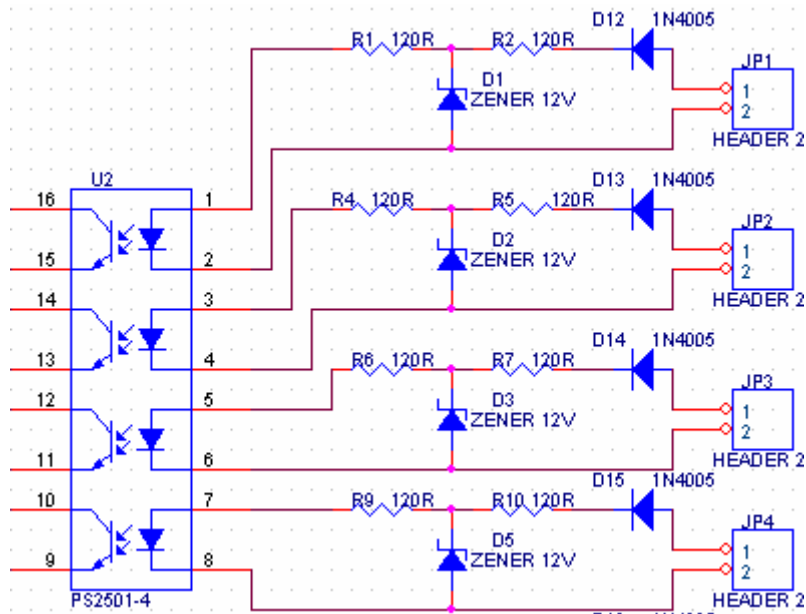 D12 1N4005
R1 120R R2 120R
JP1
D1
ZENER 12V
1
2
HEADER 2
U2
D13 1N4005
16 1
R4 120R R5 120R
JP2
D2
ZENER 12V
15 2
1
2
14 3
HEADER 2
D14 1N4005
13 4
R6 120R R7 120R
JP3
12 5
D3
ZENER 12V
1
2
11 6
HEADER 2
D15 1N4005
10 7
R9 120R R10 120R
JP4
D5
ZENER 12V
9 8
1
2
PS2501-4
HEADER 2